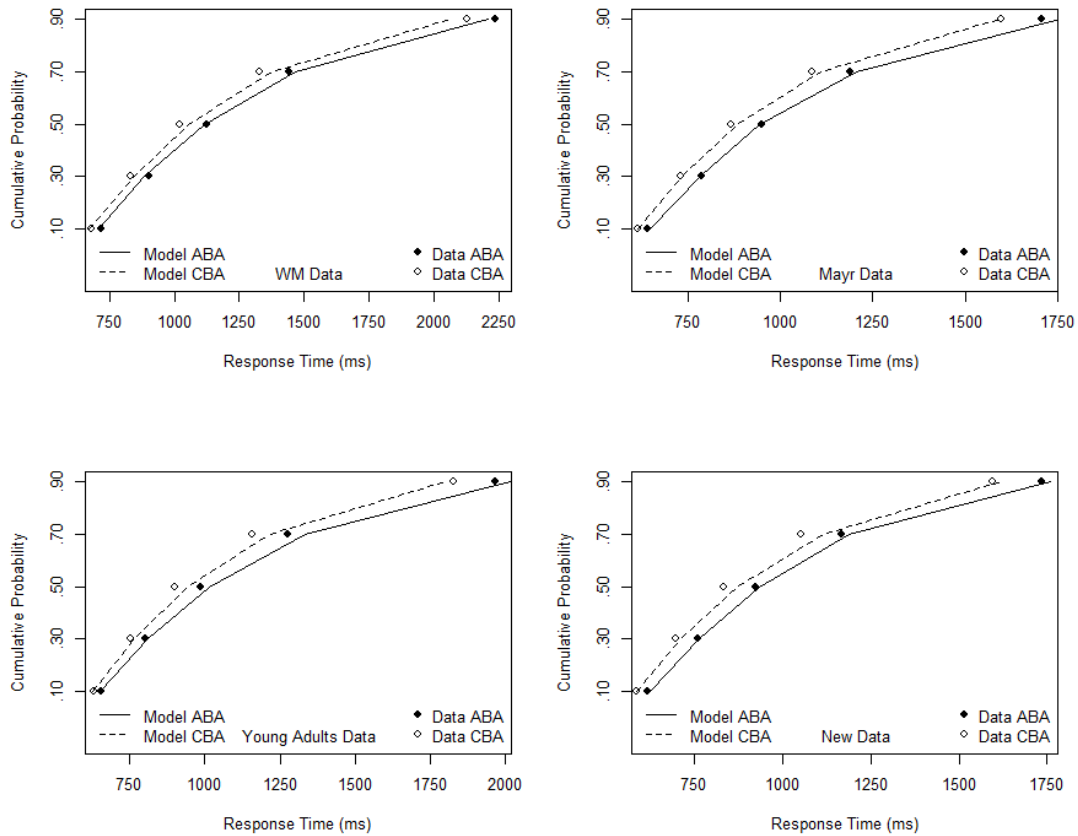 Cumulative Probability
.90
.70
.50
.30
.10
Model ABA
Model CBA
WM Data
Data ABA
Data CBA
750 1000 1250 1500 1750 2000 2250
Response Time (ms)
Cumulative Probability
.90
.70
.50
.30
.10
Model ABA
Model CBA
Mayr Data
Data ABA
Data CBA
750 1000 1250 1500 1750
Response Time (ms)
Cumulative Probability
.90
.70
.50
.30
.10
Model ABA
Model CBA
Young Adults Data
Data ABA
Data CBA
750 1000 1250 1500 1750 2000
Response Time (ms)
Cumulative Probability
.90
.70
.50
.30
.10
Model ABA
Model CBA
New Data
Data ABA
Data CBA
750 1000 1250 1500 1750
Response Time (ms)